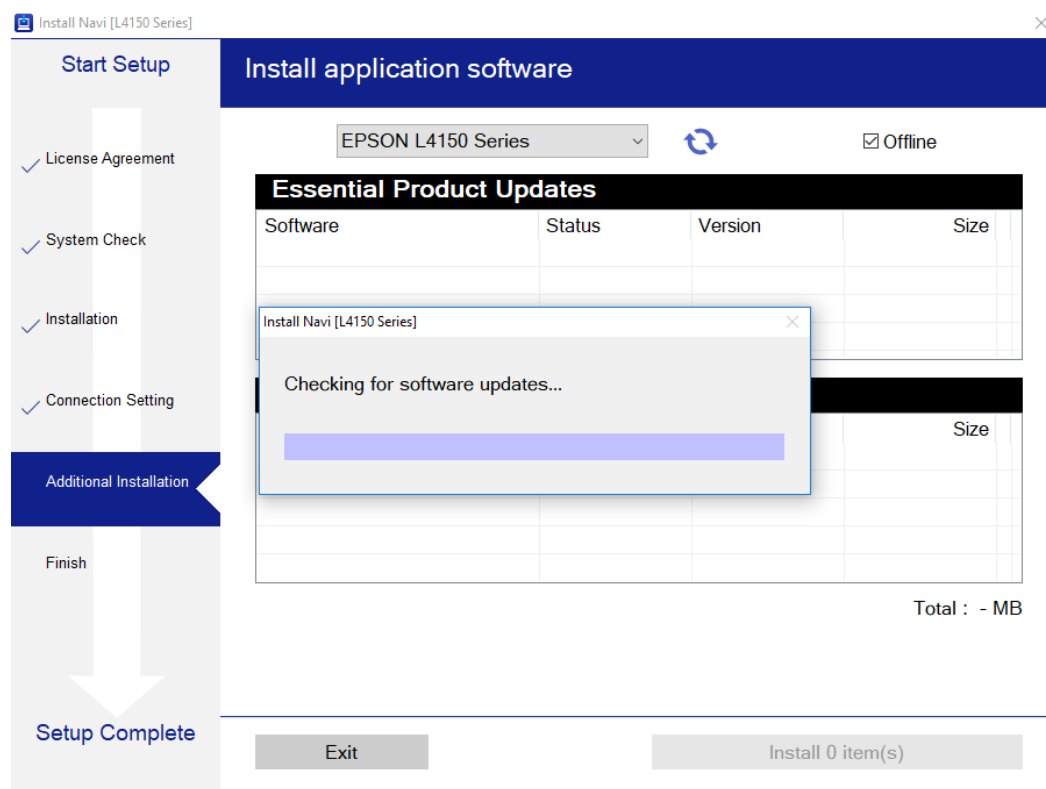 Install Navi [L4150 Series]
Start Setup
License Agreement
System Check
Installation
Connection Setting
Additional Installation
Finish
Setup Complete
Install application software
EPSON L4150 Series
Offline
Essential Product Updates
Software Status Version Size
Install Navi [L4150 Series]
Checking for software updates...
Size
Total : - MB
Exit
Install 0 item(s)